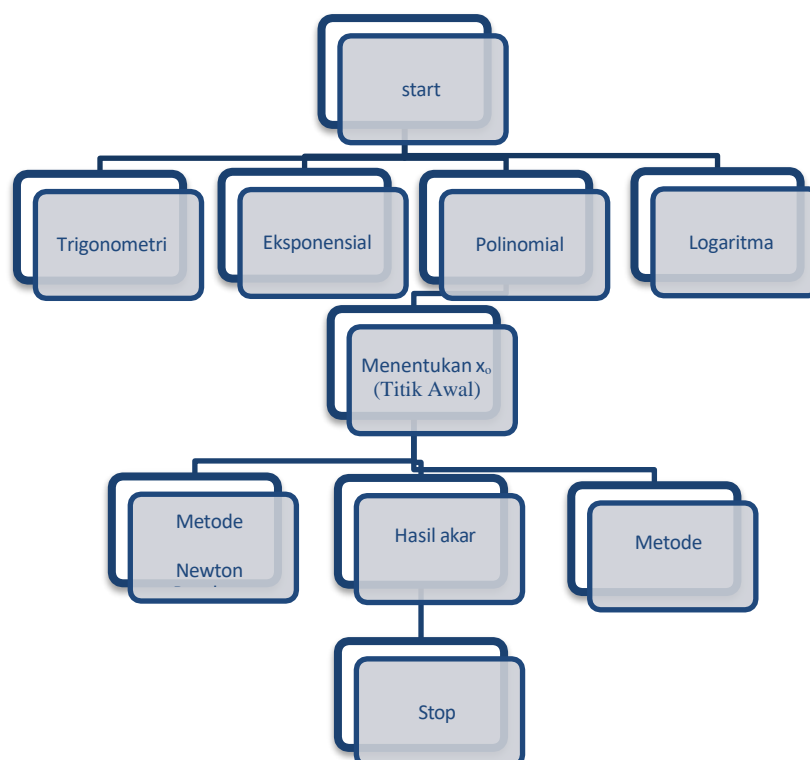 start
Trigonometri
Eksponensial
Polinomial
Logaritma
Menentukan xₒ
(Titik Awal)
Metode
Newton
Hasil akar
Metode
Stop